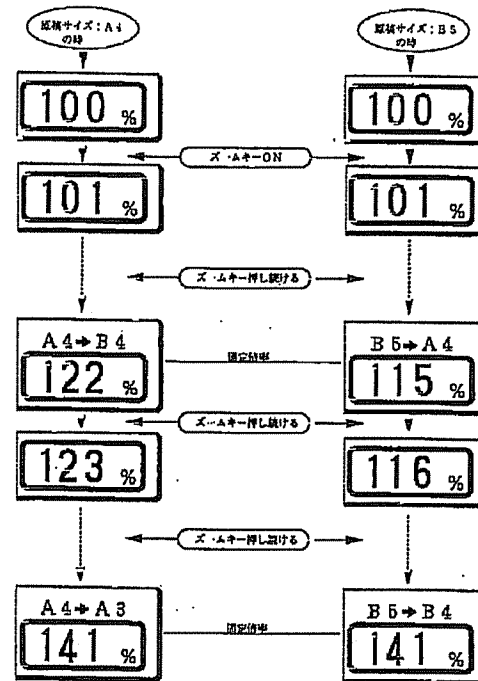 原稿サイズ:A4
の時
原稿サイズ:B5
の時
100 %
100 %
ズームキーON
101 %
101 %
ズームキー押し続ける
A4→B4
122 %
固定倍率
B5→A4
115 %
ズームキー押し続ける
123 %
116 %
ズームキー押し続ける
A4→A3
141 %
固定倍率
B5→B4
141 %